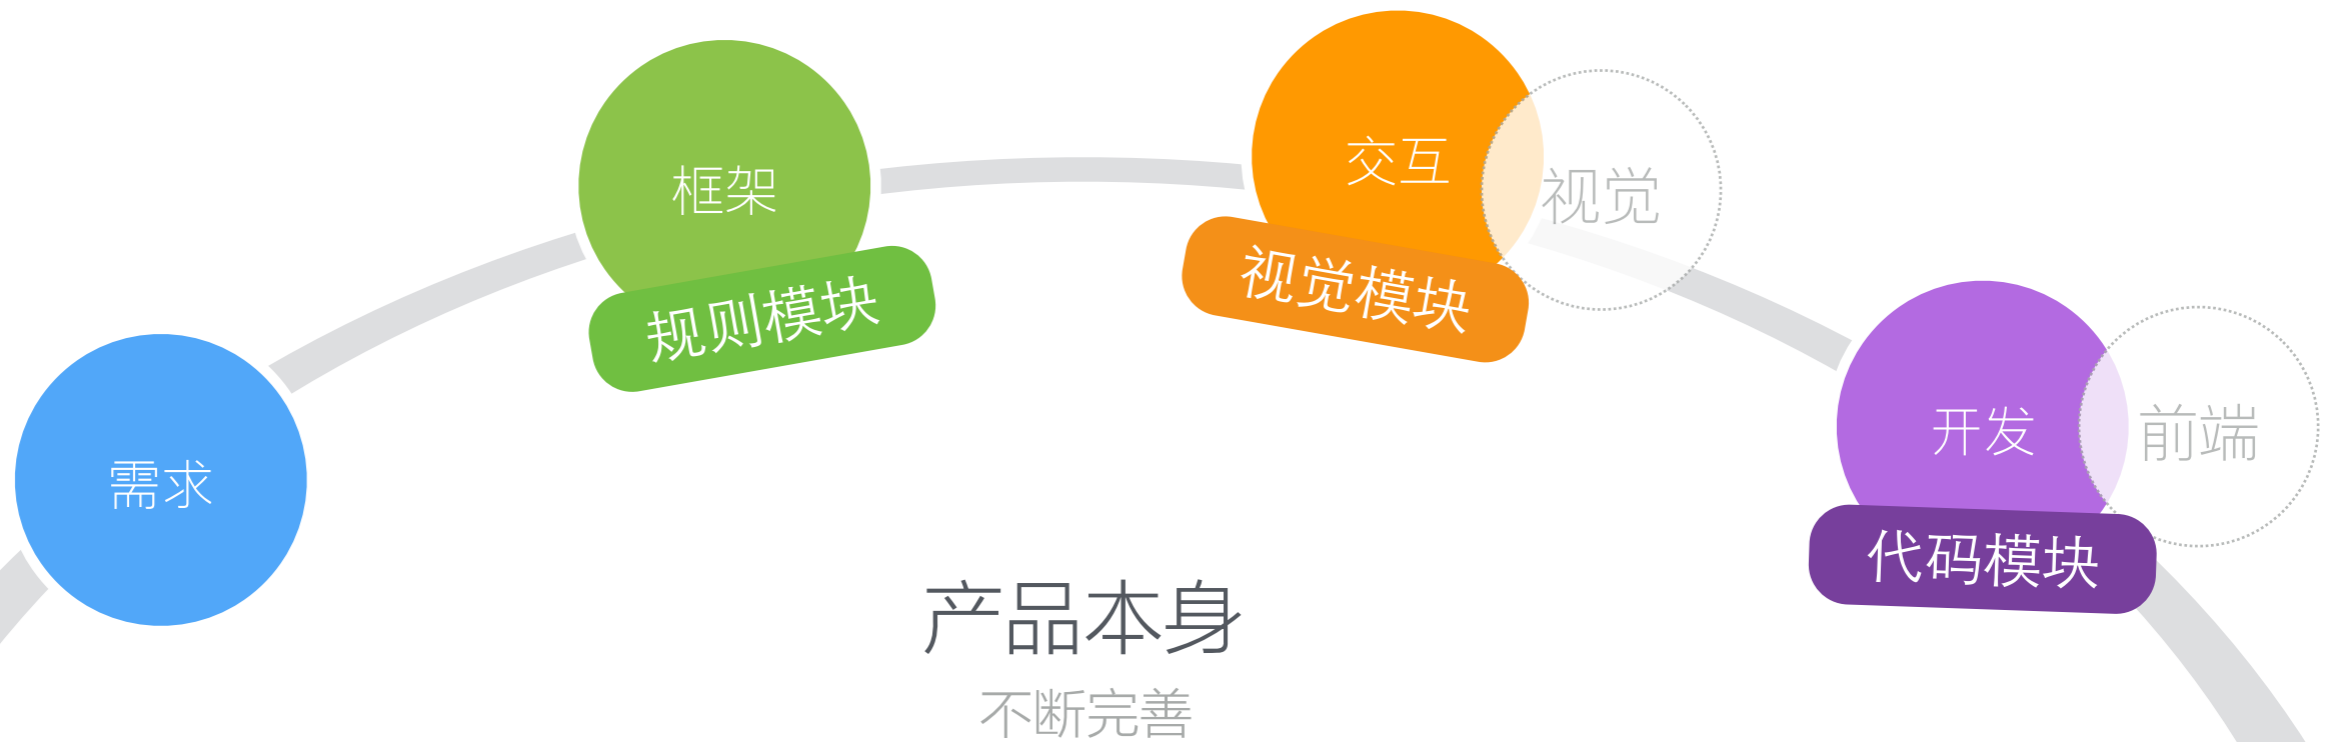 需求
框架
规则模块
交互
视觉
视觉模块
开发
前端
代码模块
产品本身
不断完善